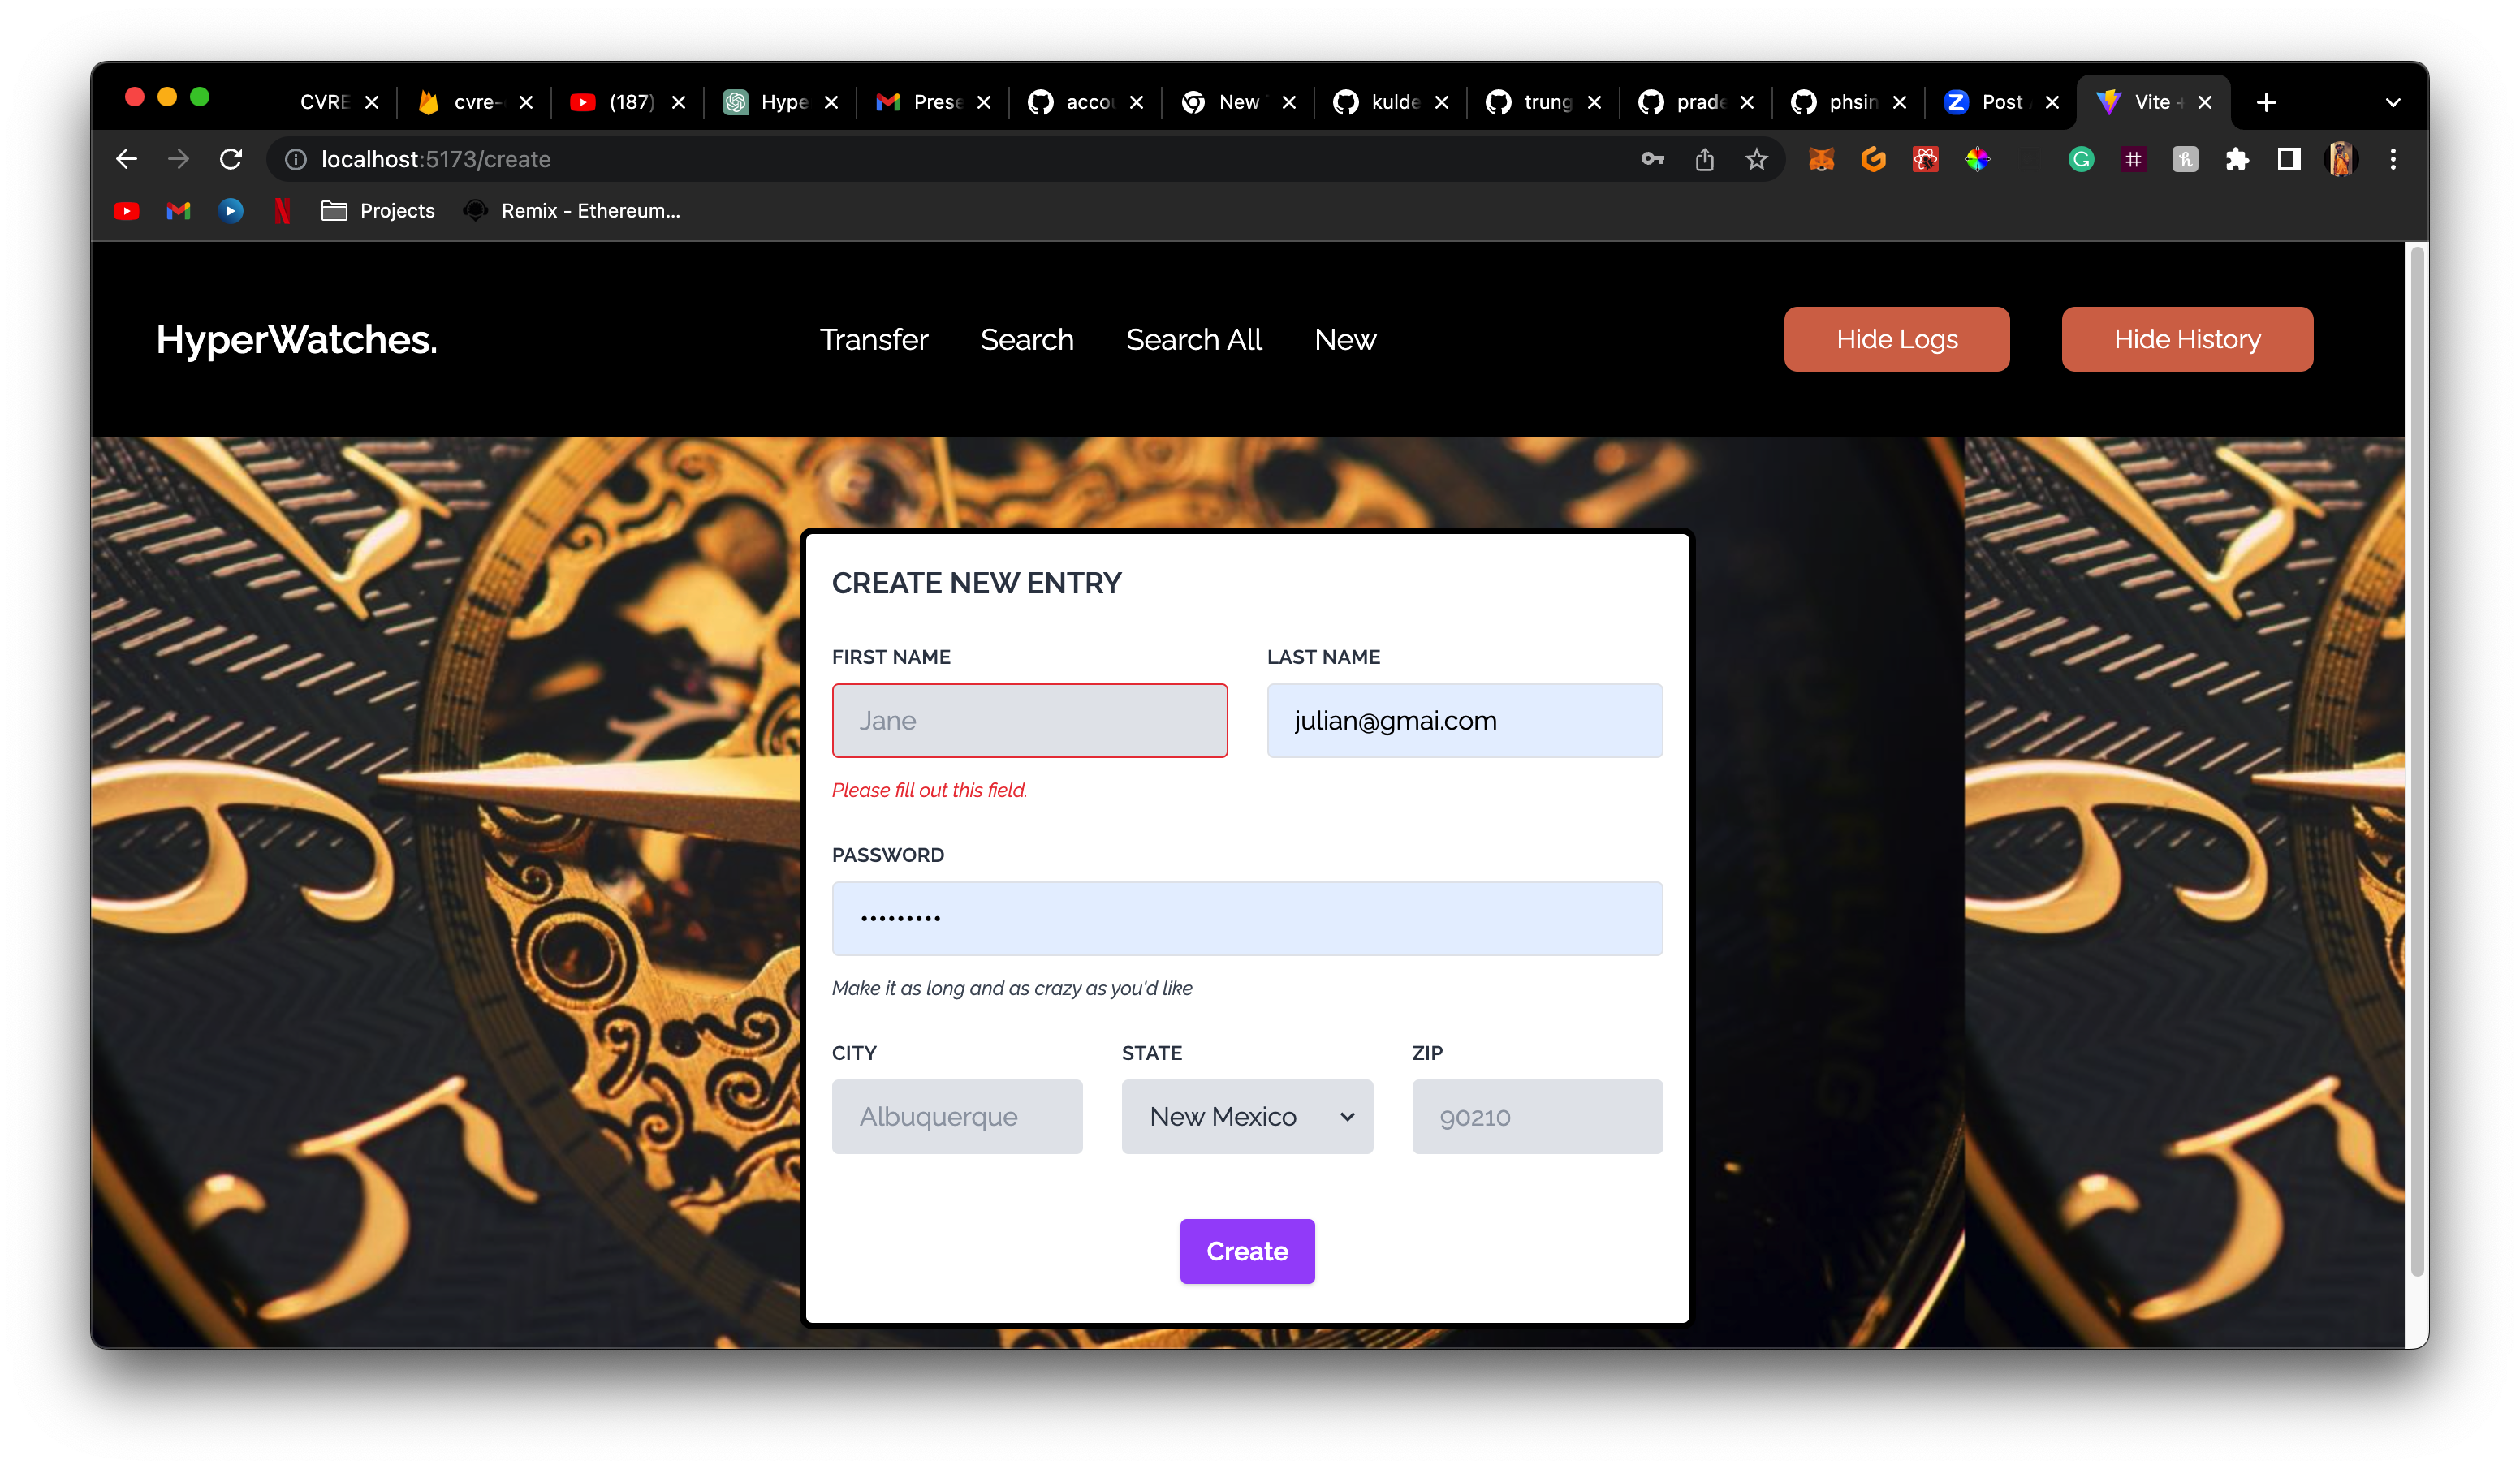 CVRE cvre- (187) Hype Prese accou New kulde trung prade phsin Post Vite
localhost:5173/create
Projects Remix - Ethereum...
HyperWatches. Transfer Search Search All New Hide Logs Hide History
CREATE NEW ENTRY
FIRST NAME LAST NAME
Jane julian@gmai.com
Please fill out this field.
PASSWORD
•••••••••
Make it as long and as crazy as you'd like
CITY STATE ZIP
Albuquerque New Mexico 90210
Create